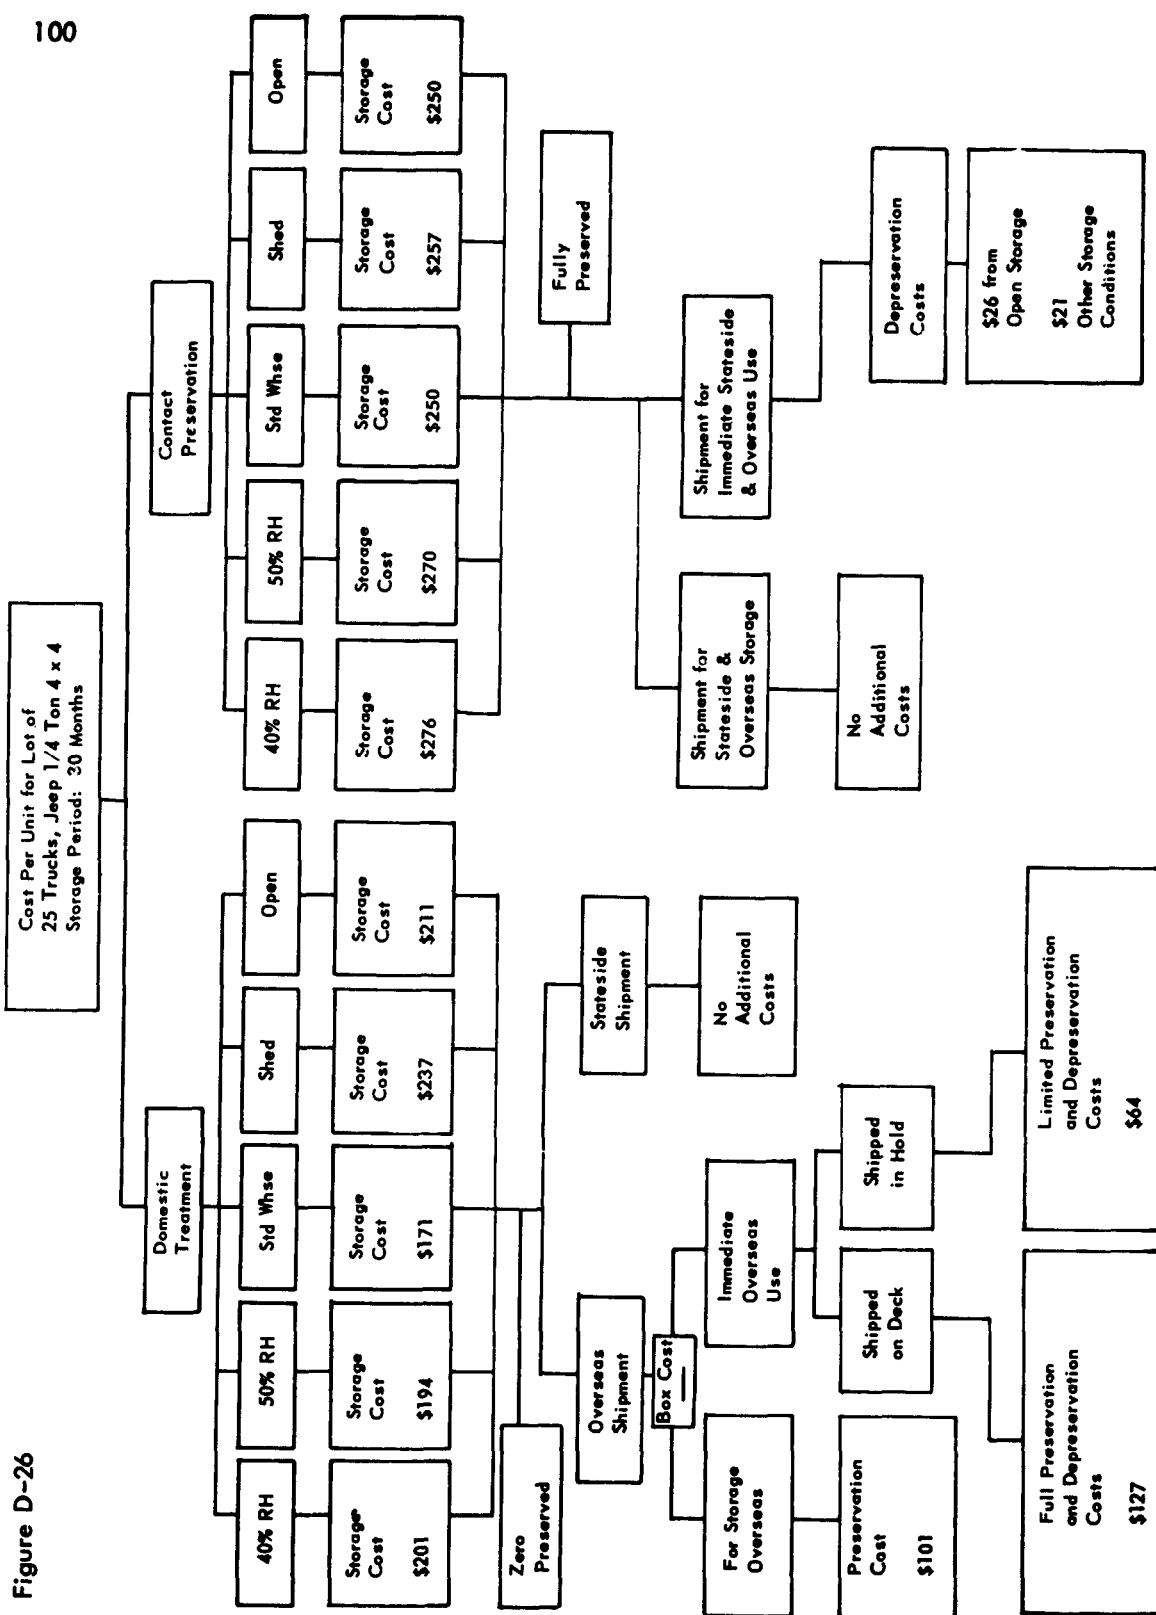 100
Figure D-26
Cost Per Unit for Lot of
25 Trucks, Jeep 1/4 Ton 4 x 4
Storage Period: 30 Months
Domestic
Treatment
Contact
Preservation
40% RH
50% RH
Std Whse
Shed
Open
40% RH
50% RH
Std Whse
Shed
Open
Storage
Cost
$201
Storage
Cost
$194
Storage
Cost
$171
Storage
Cost
$237
Storage
Cost
$211
Storage
Cost
$276
Storage
Cost
$270
Storage
Cost
$250
Storage
Cost
$257
Storage
Cost
$250
Zero
Preserved
Fully
Preserved
Overseas
Shipment
Stateside
Shipment
Box Cost
—
For Storage
Overseas
Immediate
Overseas
Use
No
Additional
Costs
Shipment for
Stateside &
Overseas Storage
Shipment for
Immediate Stateside
& Overseas Use
Preservation
Cost
$101
Shipped
on Deck
Shipped
in Hold
No
Additional
Costs
Depreservation
Costs
$26 from
Open Storage
$21
Other Storage
Conditions
Full Preservation
and Depreservation
Costs
$127
Limited Preservation
and Depreservation
Costs
$64